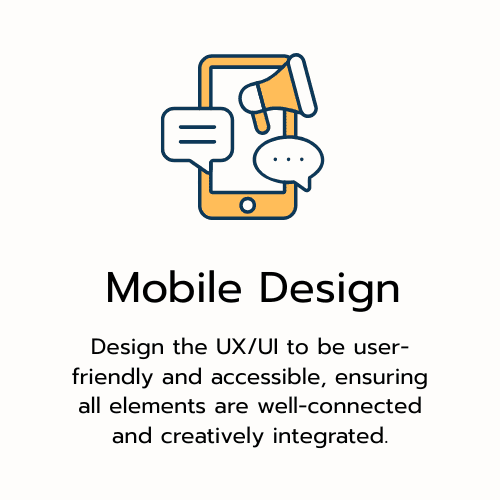 Mobile Design
Design the UX/UI to be user-
friendly and accessible, ensuring
all elements are well-connected
and creatively integrated.